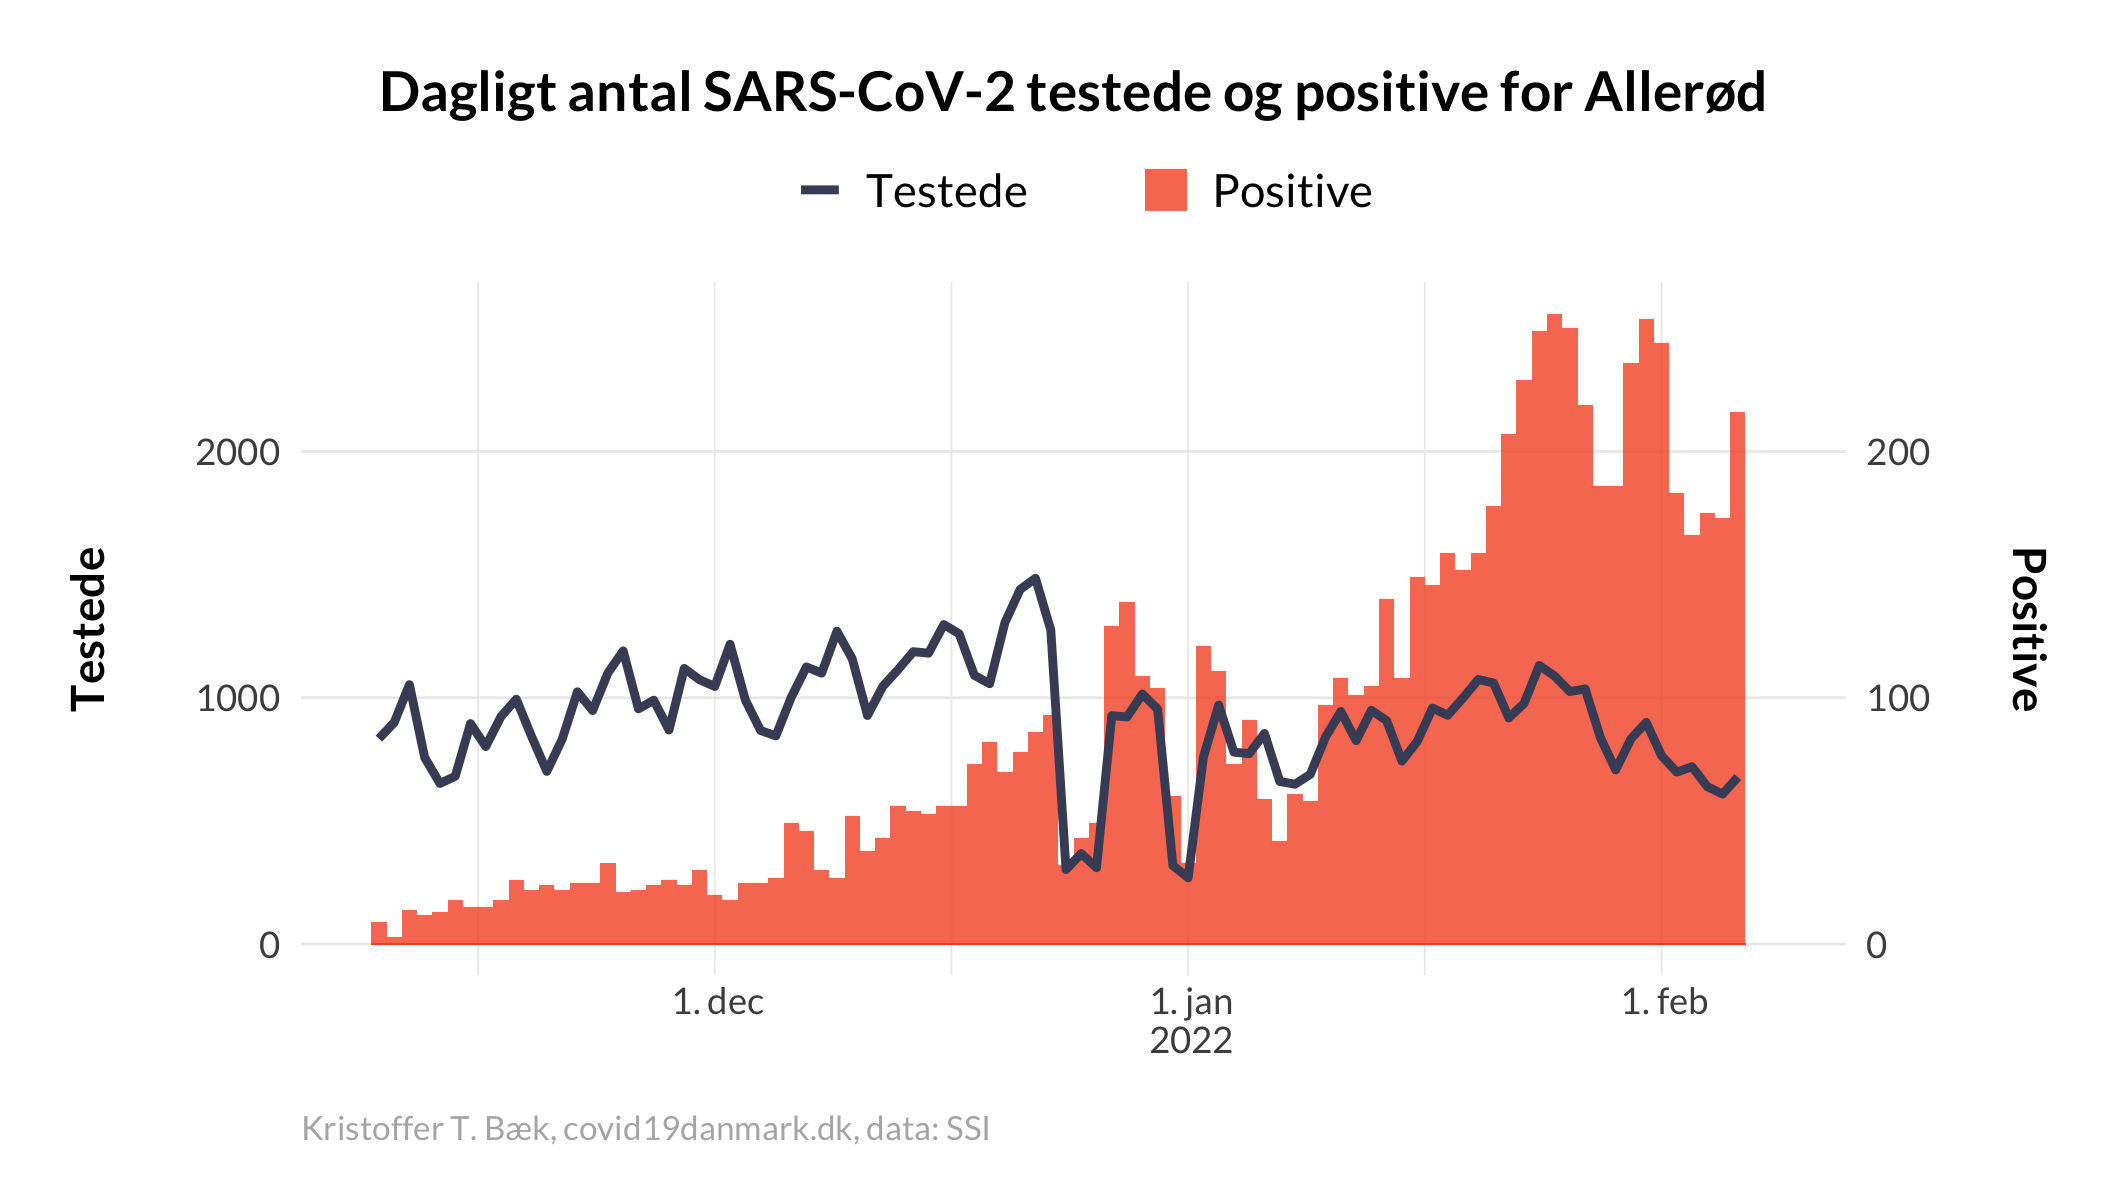 Dagligt antal SARS-CoV-2 testede og positive for Allerød
Testede
Positive
2000
1000
0
Testede
200
100
0
Positive
1. dec
1. jan
2022
1. feb
Kristoffer T. Bæk, covid19danmark.dk, data: SSI